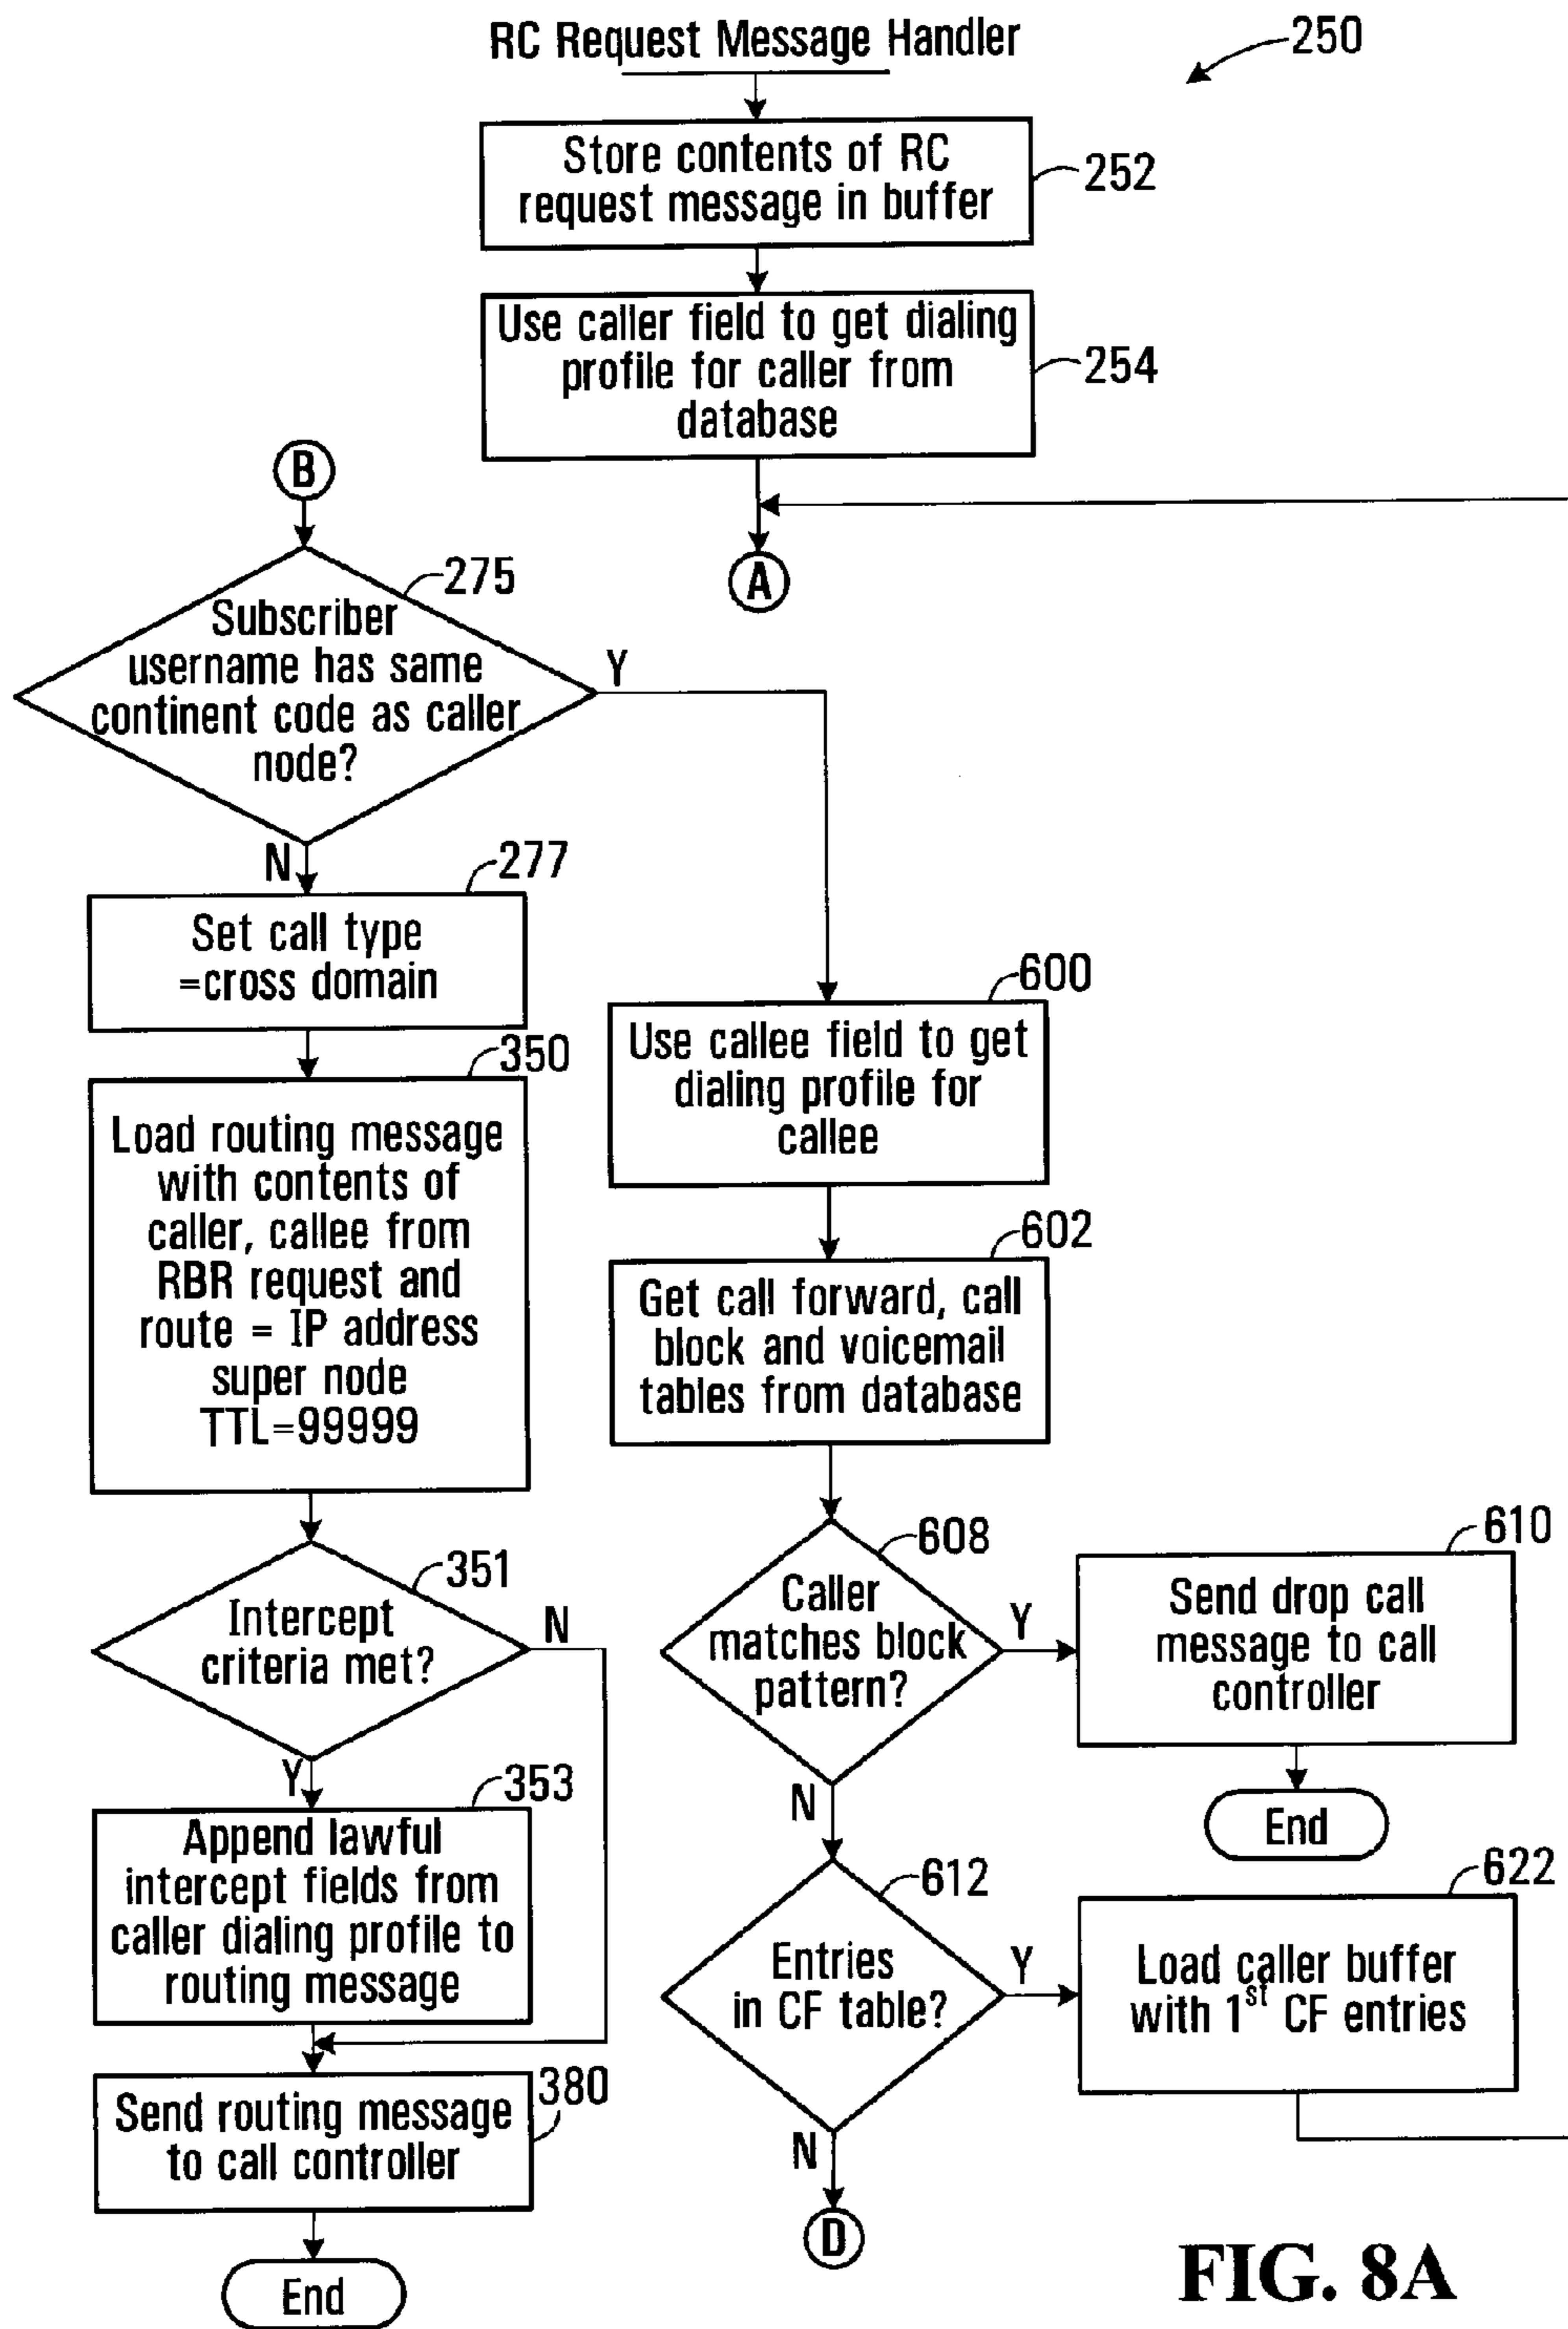 RC Request Message Handler
250
Store contents of RC
request message in buffer
252
Use caller field to get dialing
profile for caller from
database
254
A
B
275
Subscriber
username has same
continent code as caller
node?
Y
N
277
Set call type
=cross domain
350
Load routing message
with contents of
caller, callee from
RBR request and
route = IP address
super node
TTL=99999
351
Intercept
criteria met?
N
Y
353
Append lawful
intercept fields from
caller dialing profile to
routing message
380
Send routing message
to call controller
End
600
Use callee field to get
dialing profile for
callee
602
Get call forward, call
block and voicemail
tables from database
608
Caller
matches block
pattern?
Y
N
610
Send drop call
message to call
controller
End
612
Entries
in CF table?
Y
N
622
Load caller buffer
with 1st CF entries
D
FIG. 8A